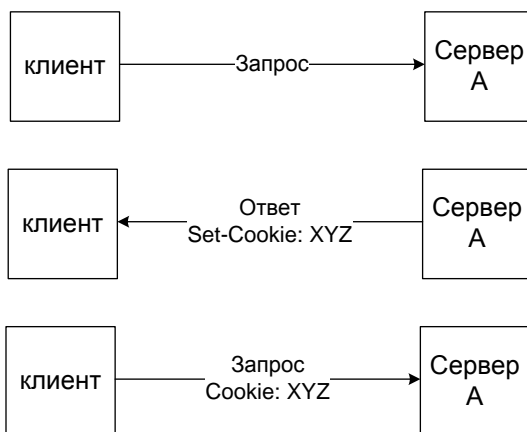 клиент
Запрос
Сервер
А
клиент
Ответ
Set-Cookie: XYZ
Сервер
А
клиент
Запрос
Cookie: XYZ
Сервер
А